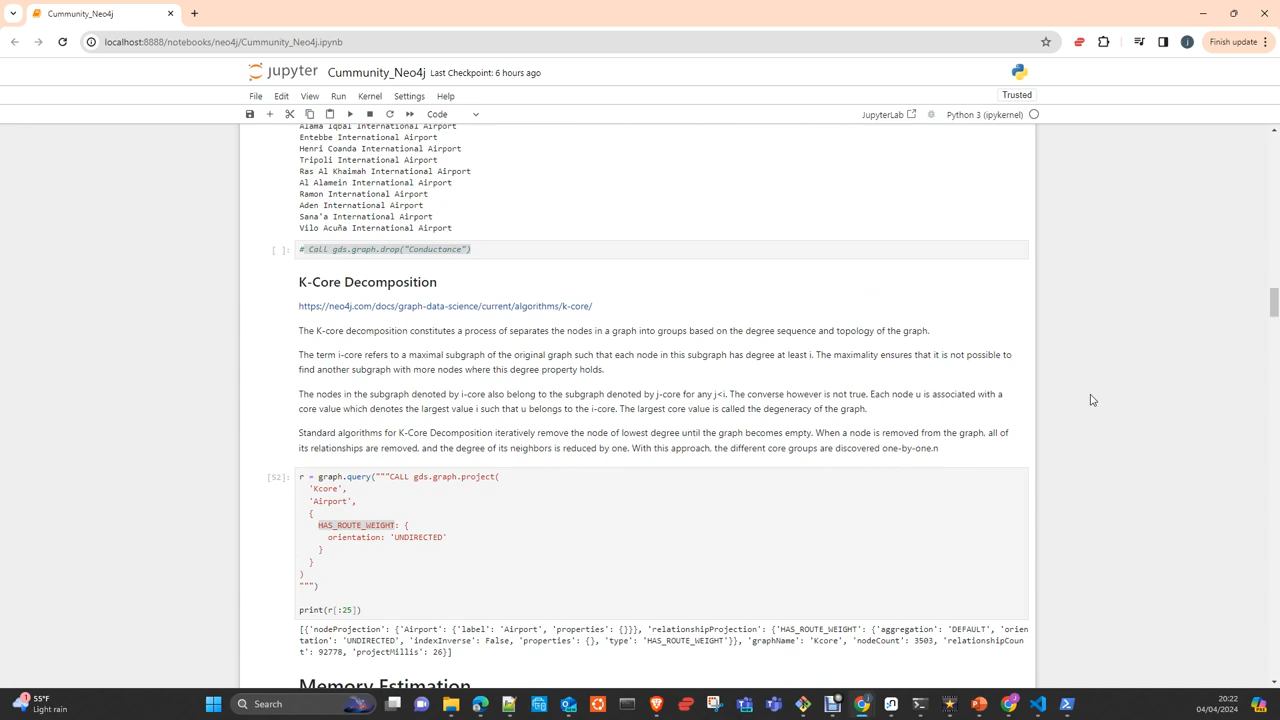 Cummunity_Neo4j
localhost:8888/notebooks/neo4j/Cummunity_Neo4j.ipynb
Finish update
jupyter Cummunity_Neo4j Last Checkpoint: 6 hours ago
File Edit View Run Kernel Settings Help
Trusted
Code
JupyterLab
Python 3 (ipykernel)
Alama Iqbal International Airport
Entebbe International Airport
Henri Coanda International Airport
Tripoli International Airport
Ras Al Khaimah International Airport
Al Alamein International Airport
Ramon International Airport
Aden International Airport
Sana'a International Airport
Vilo Acuña International Airport
[ ]: # Call gds.graph.drop("Conductance")
K-Core Decomposition
https://neo4j.com/docs/graph-data-science/current/algorithms/k-core/
The K-core decomposition constitutes a process of separates the nodes in a graph into groups based on the degree sequence and topology of the graph.
The term i-core refers to a maximal subgraph of the original graph such that each node in this subgraph has degree at least i. The maximality ensures that it is not possible to
find another subgraph with more nodes where this degree property holds.
The nodes in the subgraph denoted by i-core also belong to the subgraph denoted by j-core for any j<i. The converse however is not true. Each node u is associated with a
core value which denotes the largest value i such that u belongs to the i-core. The largest core value is called the degeneracy of the graph.
Standard algorithms for K-Core Decomposition iteratively remove the node of lowest degree until the graph becomes empty. When a node is removed from the graph, all of
its relationships are removed, and the degree of its neighbors is reduced by one. With this approach, the different core groups are discovered one-by-one.n
[52]: r = graph.query("""CALL gds.graph.project(
'Kcore',
'Airport',
{
HAS_ROUTE_WEIGHT: {
orientation: 'UNDIRECTED'
}
}
)
""")
print(r[:25])
[{'nodeProjection': {'Airport': {'label': 'Airport', 'properties': {}}}, 'relationshipProjection': {'HAS_ROUTE_WEIGHT': {'aggregation': 'DEFAULT', 'orien
tation': 'UNDIRECTED', 'indexInverse': False, 'properties': {}, 'type': 'HAS_ROUTE_WEIGHT'}}, 'graphName': 'Kcore', 'nodeCount': 3503, 'relationshipCoun
t': 92778, 'projectMillis': 26}]
Memory Estimation
1
55°F
Light rain
Search
20:22
04/04/2024